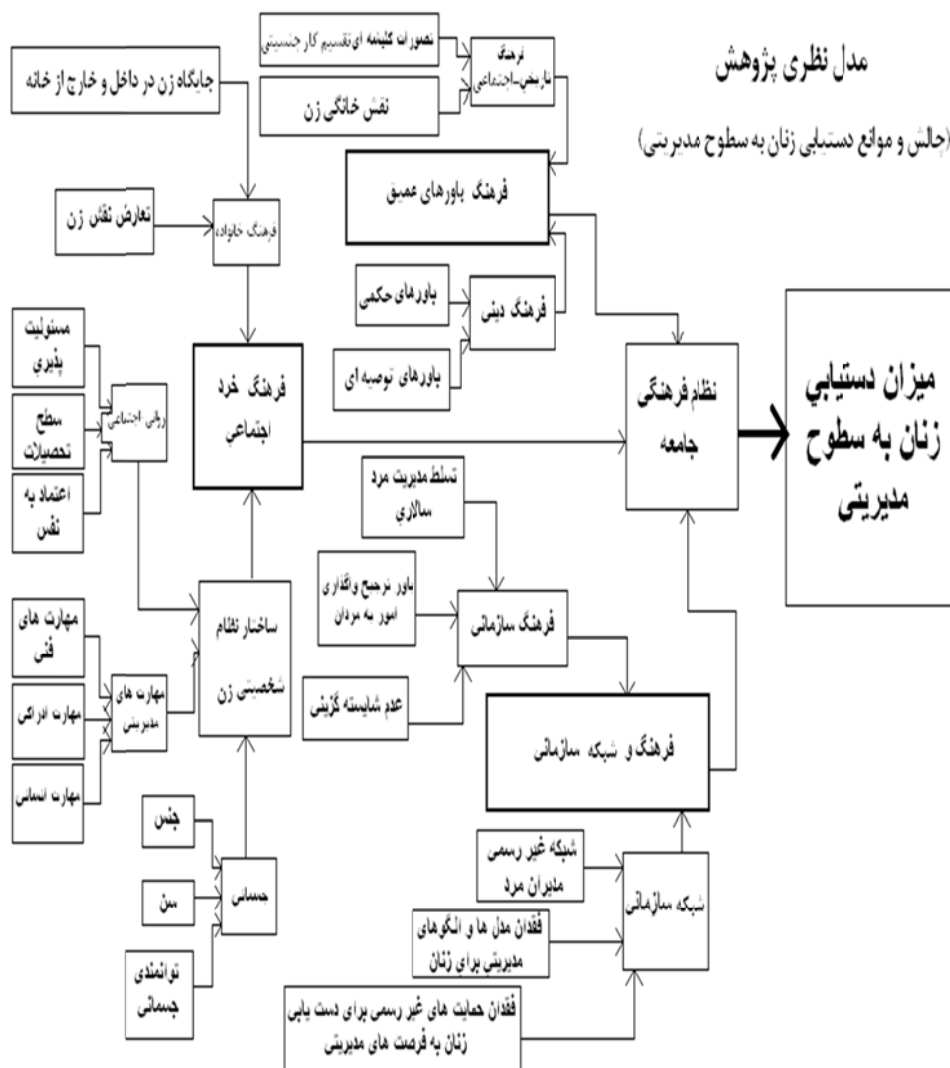 مدل نظری پژوهش
(چالش و موانع دستیابی زنان به سطوح مدیریتی)
تصورات کلیشه ای تقسیم کار جنسیتی
نقش خانگی زن
فرهنگ
تاریخی-اجتماعی
جایگاه زن در داخل و خارج از خانه
تعارض نقش زن
فرهنگ خانواده
فرهنگ باورهای عمیق
باورهای حکمی
باورهای توصیه ای
فرهنگ دینی
مسئولیت
پذیری
سطح
تحصیلات
اعتماد به
نفس
روانی-اجتماعی
فرهنگ خرد
اجتماعی
نظام فرهنگی
جامعه
میزان دستیابی
زنان به سطوح
مدیریتی
تسلط مدیریت مرد
سالاری
باور ترجیح واگذاری
امور به مردان
عدم شایسته گزینی
فرهنگ سازمانی
ساختار نظام
شخصیتی زن
مهارت های
فنی
مهارت ادراکی
مهارت انسانی
مهارت های
مدیریتی
فرهنگ و شبکه سازمانی
جنس
سن
توانمندی
جسمانی
جسمانی
شبکه غیر رسمی
مدیران مرد
فقدان مدل ها و الگوهای
مدیریتی برای زنان
فقدان حمایت های غیر رسمی برای دست یابی
زنان به فرصت های مدیریتی
شبکه سازمانی